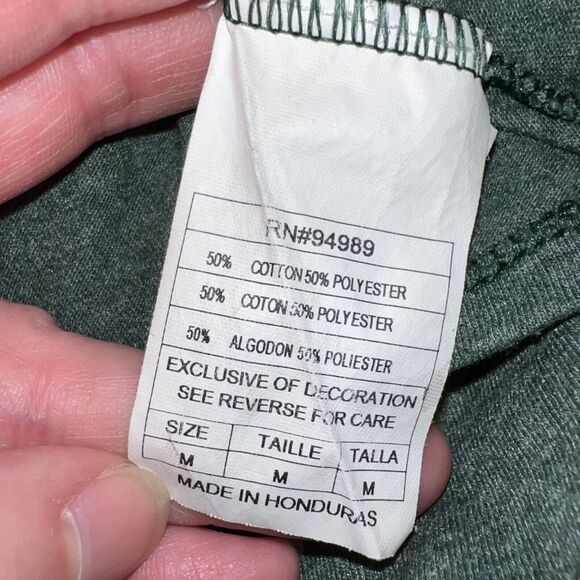 RN#94989
50% COTTON 50% POLYESTER
50% COTON 50% POLYESTER
50% ALGODON 50% POLIESTER
EXCLUSIVE OF DECORATION
SEE REVERSE FOR CARE
SIZE TAILLE TALLA
M M M
MADE IN HONDURAS